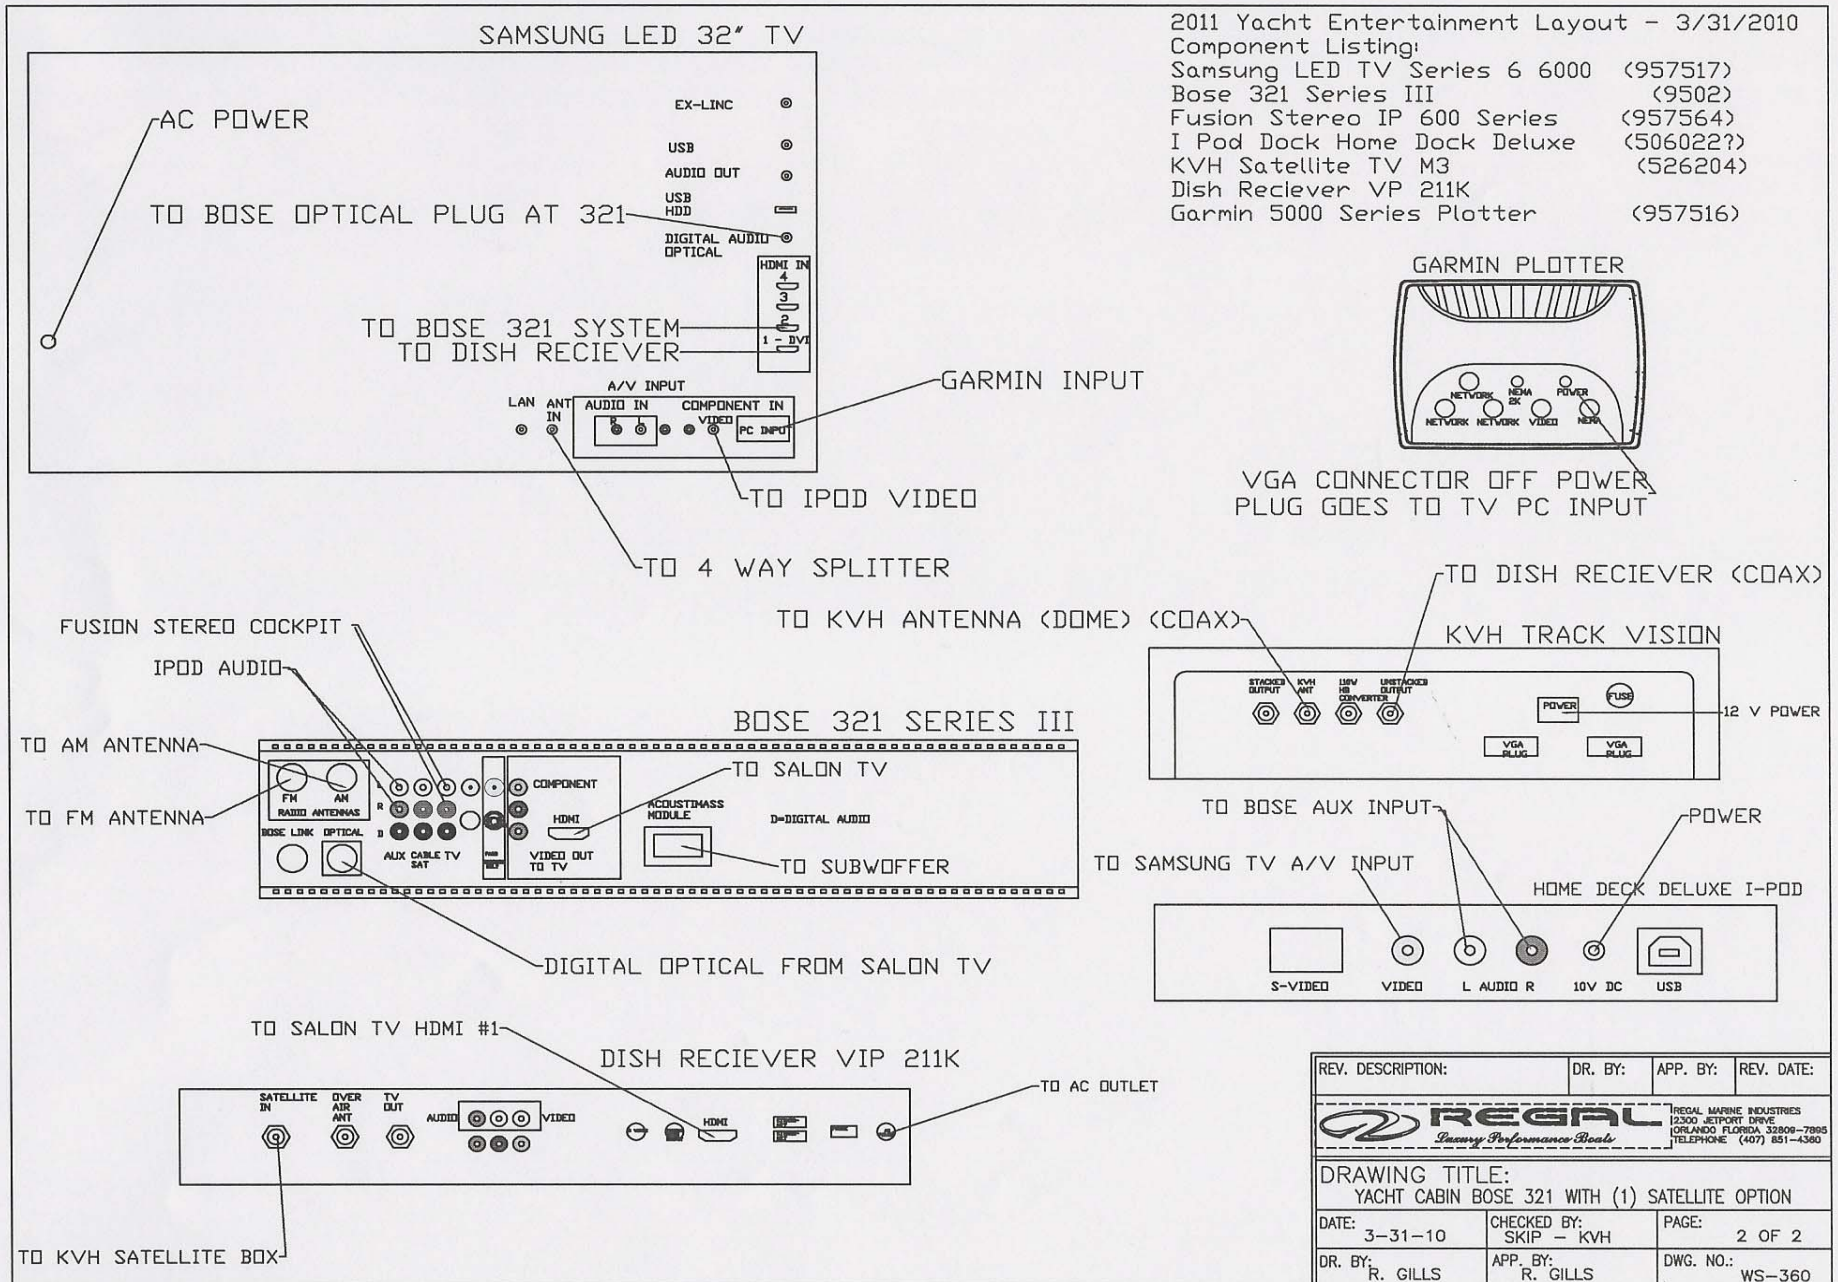 SAMSUNG LED 32" TV
AC POWER
EX-LINC
USB
AUDIO OUT
USB
HDD
TO BOSE OPTICAL PLUG AT 321
DIGITAL AUDIO
OPTICAL
HDMI IN
4
3
2
1 - DVI
TO BOSE 321 SYSTEM
TO DISH RECIEVER
A/V INPUT
LAN
ANT
IN
AUDIO IN
COMPONENT IN
R L
VIDEO
PC INPUT
GARMIN INPUT
TO IPOD VIDEO
TO 4 WAY SPLITTER
2011 Yacht Entertainment Layout - 3/31/2010
Component Listing:
Samsung LED TV Series 6 6000 (957517)
Bose 321 Series III (9502)
Fusion Stereo IP 600 Series (957564)
I Pod Dock Home Dock Deluxe (506022?)
KVH Satellite TV M3 (526204)
Dish Reciever VP 211K
Garmin 5000 Series Plotter (957516)
GARMIN PLOTTER
NETWORK
NEMA
2K
POWER
NETWORK NETWORK VIDEO NEMA
VGA CONNECTOR OFF POWER
PLUG GOES TO TV PC INPUT
TO DISH RECIEVER (COAX)
TO KVH ANTENNA (DOME) (COAX)
KVH TRACK VISION
STACKED
OUTPUT
KVH
ANT
HB
CONVERTER
UNSTACKED
OUTPUT
POWER
FUSE
12 V POWER
VGA
PLUG
VGA
PLUG
FUSION STEREO COCKPIT
IPOD AUDIO
BOSE 321 SERIES III
TO AM ANTENNA
TO FM ANTENNA
FM
AM
RADIO ANTENNAS
BOSE LINK
OPTICAL
L
R
D
AUX CABLE TV
SAT
COMPONENT
HDMI
VIDEO OUT
TO TV
TO SALON TV
ACOUSTIMASS
MODULE
D=DIGITAL AUDIO
TO SUBWOFFER
DIGITAL OPTICAL FROM SALON TV
TO BOSE AUX INPUT
POWER
TO SAMSUNG TV A/V INPUT
HOME DECK DELUXE I-POD
S-VIDEO
VIDEO
L AUDIO R
10V DC
USB
TO SALON TV HDMI #1
DISH RECIEVER VIP 211K
TO AC OUTLET
SATELLITE
IN
OVER
AIR
ANT
TV
OUT
AUDIO
VIDEO
HDMI
TO KVH SATELLITE BOX
REV. DESCRIPTION:
DR. BY:
APP. BY:
REV. DATE:
REGAL
Luxury Performance Boats
REGAL MARINE INDUSTRIES
2300 JETPORT DRIVE
ORLANDO FLORIDA 32809-7895
TELEPHONE (407) 851-4360
DRAWING TITLE:
YACHT CABIN BOSE 321 WITH (1) SATELLITE OPTION
DATE:
3-31-10
CHECKED BY:
SKIP - KVH
PAGE:
2 OF 2
DR. BY:
R. GILLS
APP. BY:
R. GILLS
DWG. NO.:
WS-360